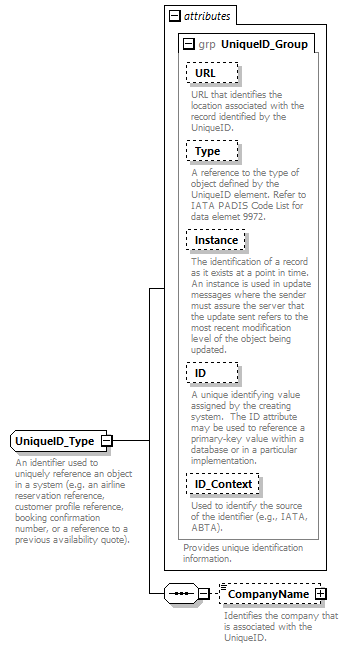 attributes
grp UniqueID_Group
URL
URL that identifies the
location associated with the
record identified by the
UniqueID.
Type
A reference to the type of
object defined by the
UniqueID element. Refer to
IATA PADIS Code List for
data elemet 9972.
Instance
The identification of a record
as it exists at a point in time.
An instance is used in update
messages where the sender
must assure the server that
the update sent refers to the
most recent modification
level of the object being
updated.
ID
A unique identifying value
assigned by the creating
system.  The ID attribute
may be used to reference a
primary-key value within a
database or in a particular
implementation.
ID_Context
Used to identify the source
of the identifier (e.g., IATA,
ABTA).
Provides unique identification
information.
UniqueID_Type
An identifier used to
uniquely reference an object
in a system (e.g. an airline
reservation reference,
customer profile reference,
booking confirmation
number, or a reference to a
previous availability quote).
CompanyName
Identifies the company that
is associated with the
UniqueID.